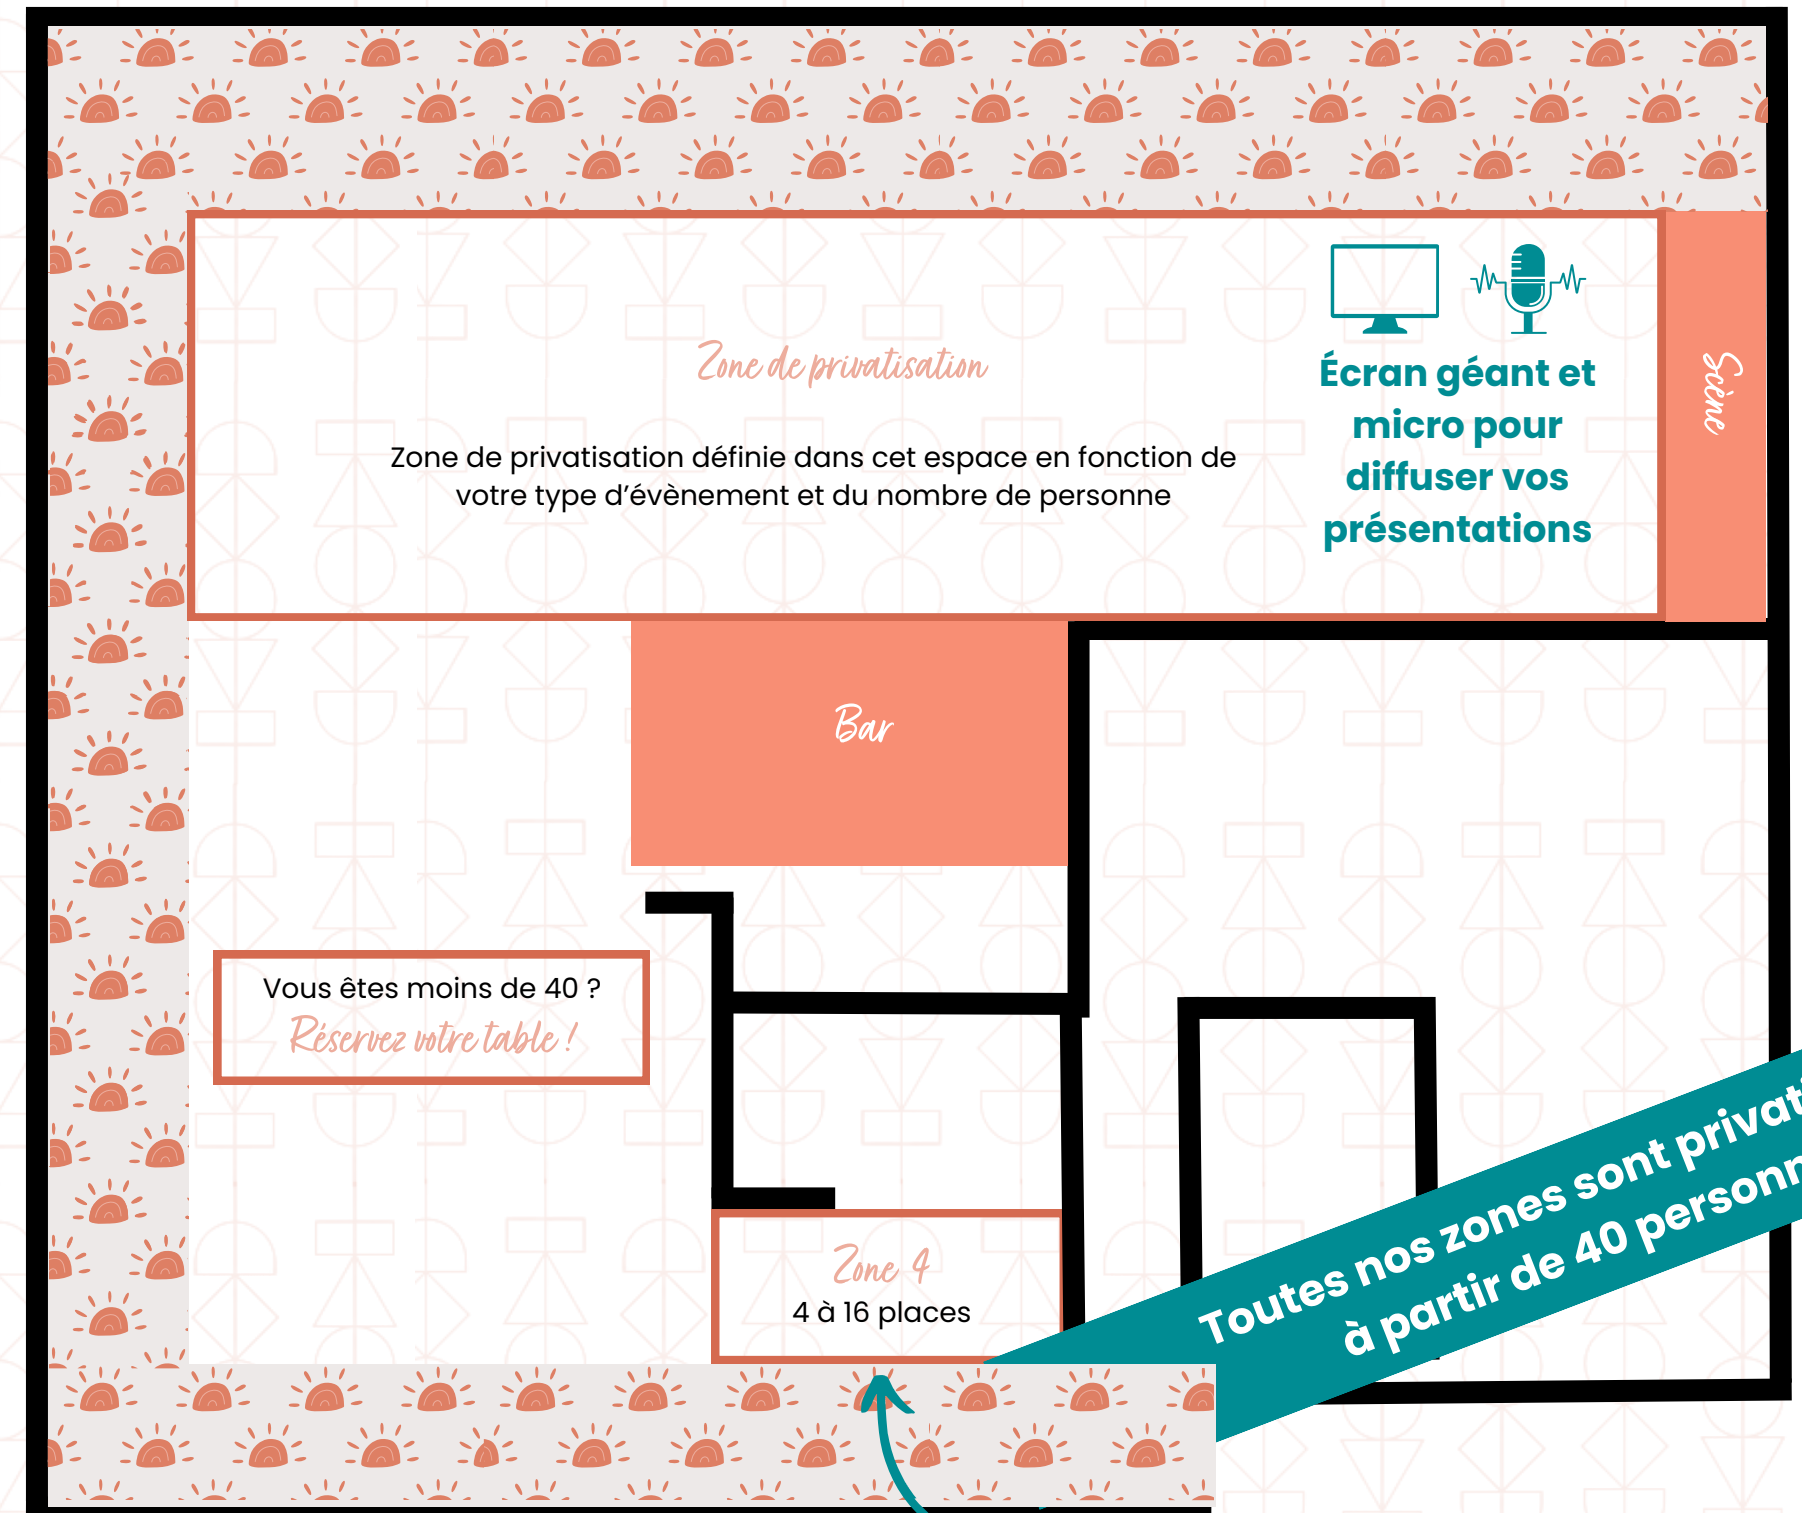 Zone de privatisation
Zone de privatisation définie dans cet espace en fonction de
votre type d’évènement et du nombre de personne
Écran géant et
micro pour
diffuser vos
présentations
Scène
Bar
Vous êtes moins de 40 ?
Réservez votre table !
Zone 4
4 à 16 places
Toutes nos zones sont
à partir de 40